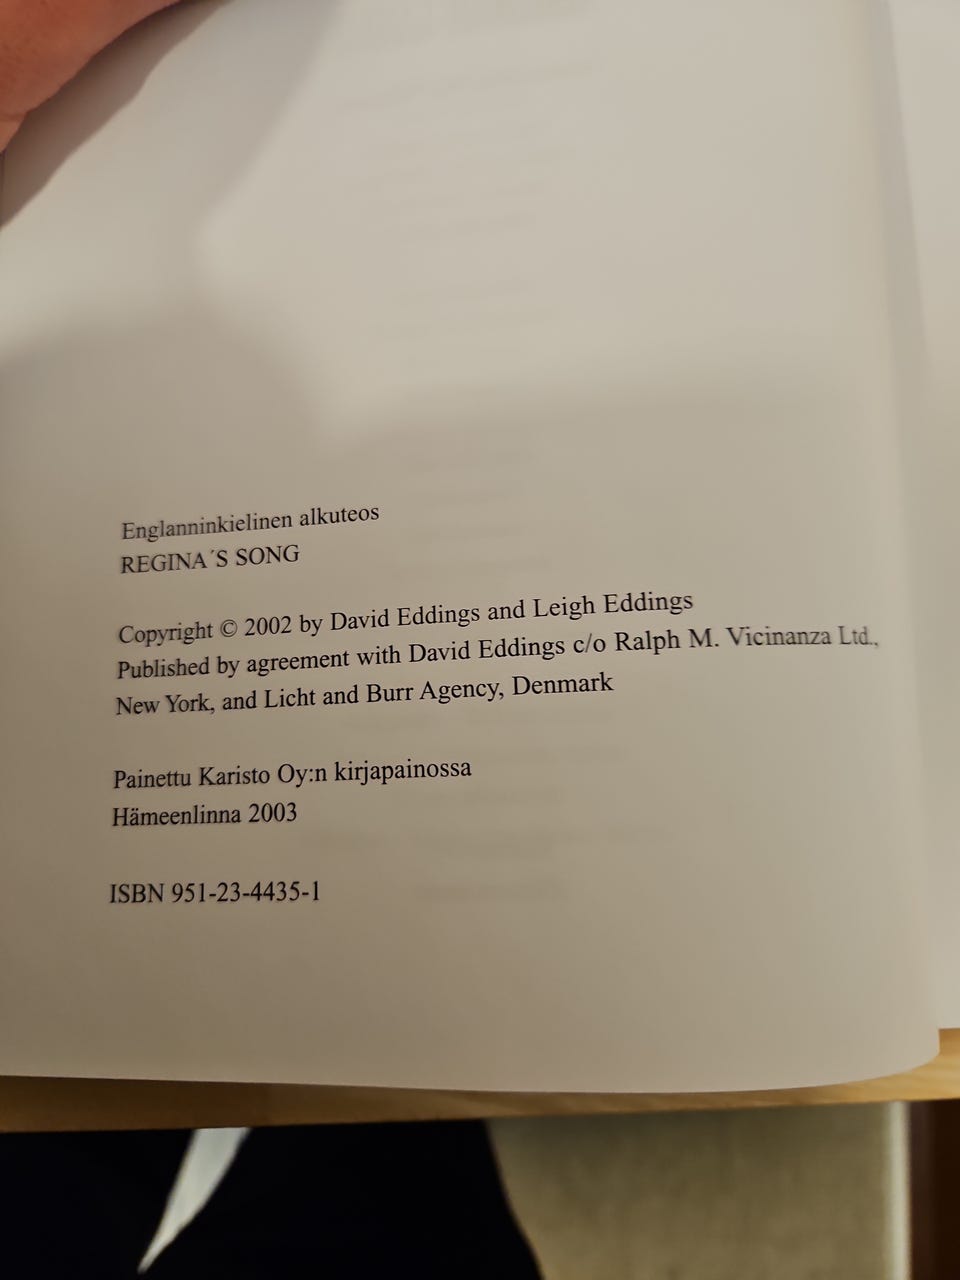 Englanninkielinen alkuteos
REGINA´S SONG
Copyright © 2002 by David Eddings and Leigh Eddings
Published by agreement with David Eddings c/o Ralph M. Vicinanza Ltd.,
New York, and Licht and Burr Agency, Denmark
Painettu Karisto Oy:n kirjapainossa
Hämeenlinna 2003
ISBN 951-23-4435-1